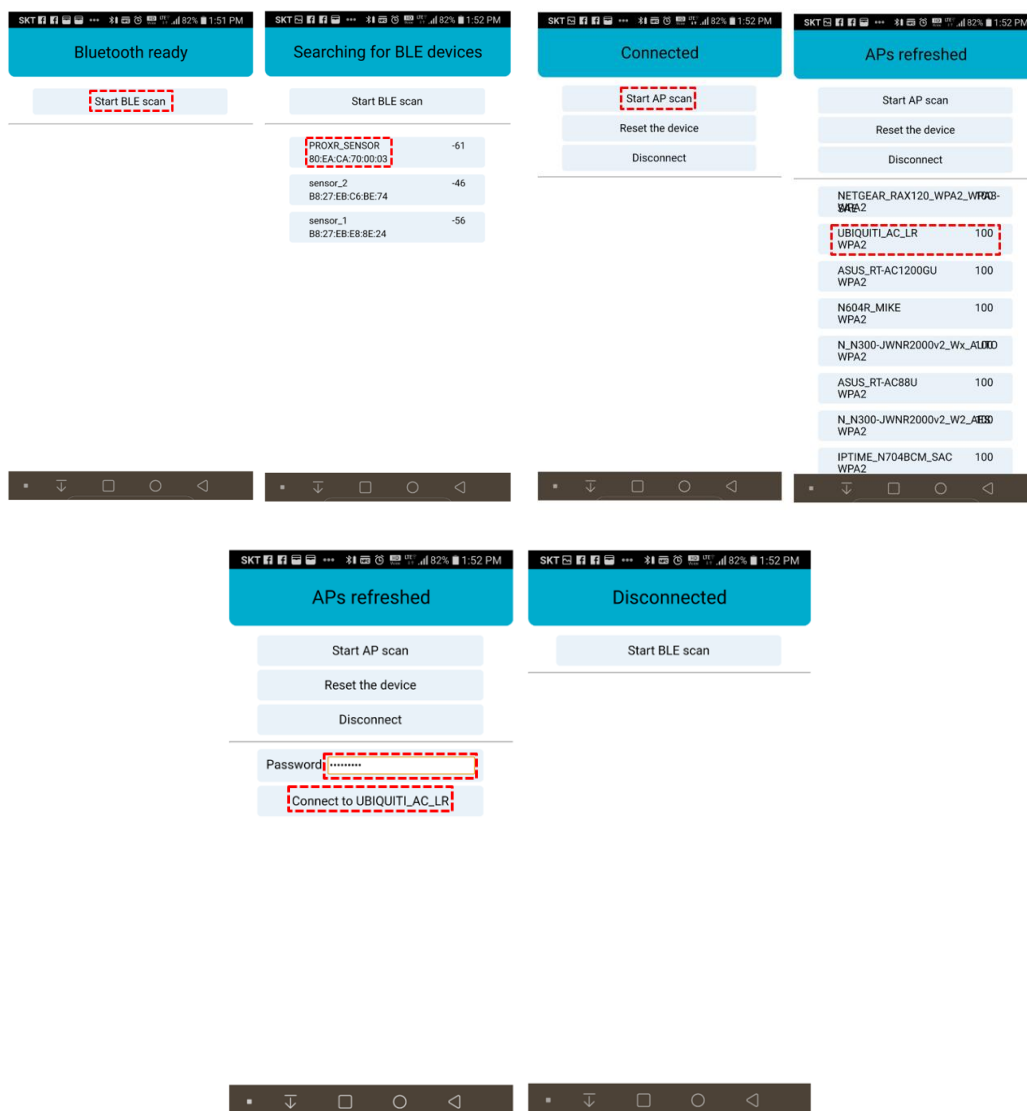 SKT 82% 1:51 PM
Bluetooth ready
Start BLE scan
SKT 82% 1:52 PM
Searching for BLE devices
Start BLE scan
PROXR_SENSOR -61
80:EA:CA:70:00:03
sensor_2 -46
B8:27:EB:C6:BE:74
sensor_1 -56
B8:27:EB:E8:8E:24
SKT 82% 1:52 PM
Connected
Start AP scan
Reset the device
Disconnect
SKT 82% 1:52 PM
APs refreshed
Start AP scan
Reset the device
Disconnect
NETGEAR_RAX120_WPA2_WPA3-
UBIQUITI_AC_LR 100
WPA2
ASUS_RT-AC1200GU 100
WPA2
N604R_MIKE 100
WPA2
N_N300-JWNR2000v2_Wx_AUTO
WPA2
ASUS_RT-AC88U 100
WPA2
N_N300-JWNR2000v2_W2_AES
WPA2
IPTIME_N704BCM_SAC 100
WPA2
SKT 82% 1:52 PM
APs refreshed
Start AP scan
Reset the device
Disconnect
Password •••••••••
Connect to UBIQUITI_AC_LR
SKT 82% 1:52 PM
Disconnected
Start BLE scan